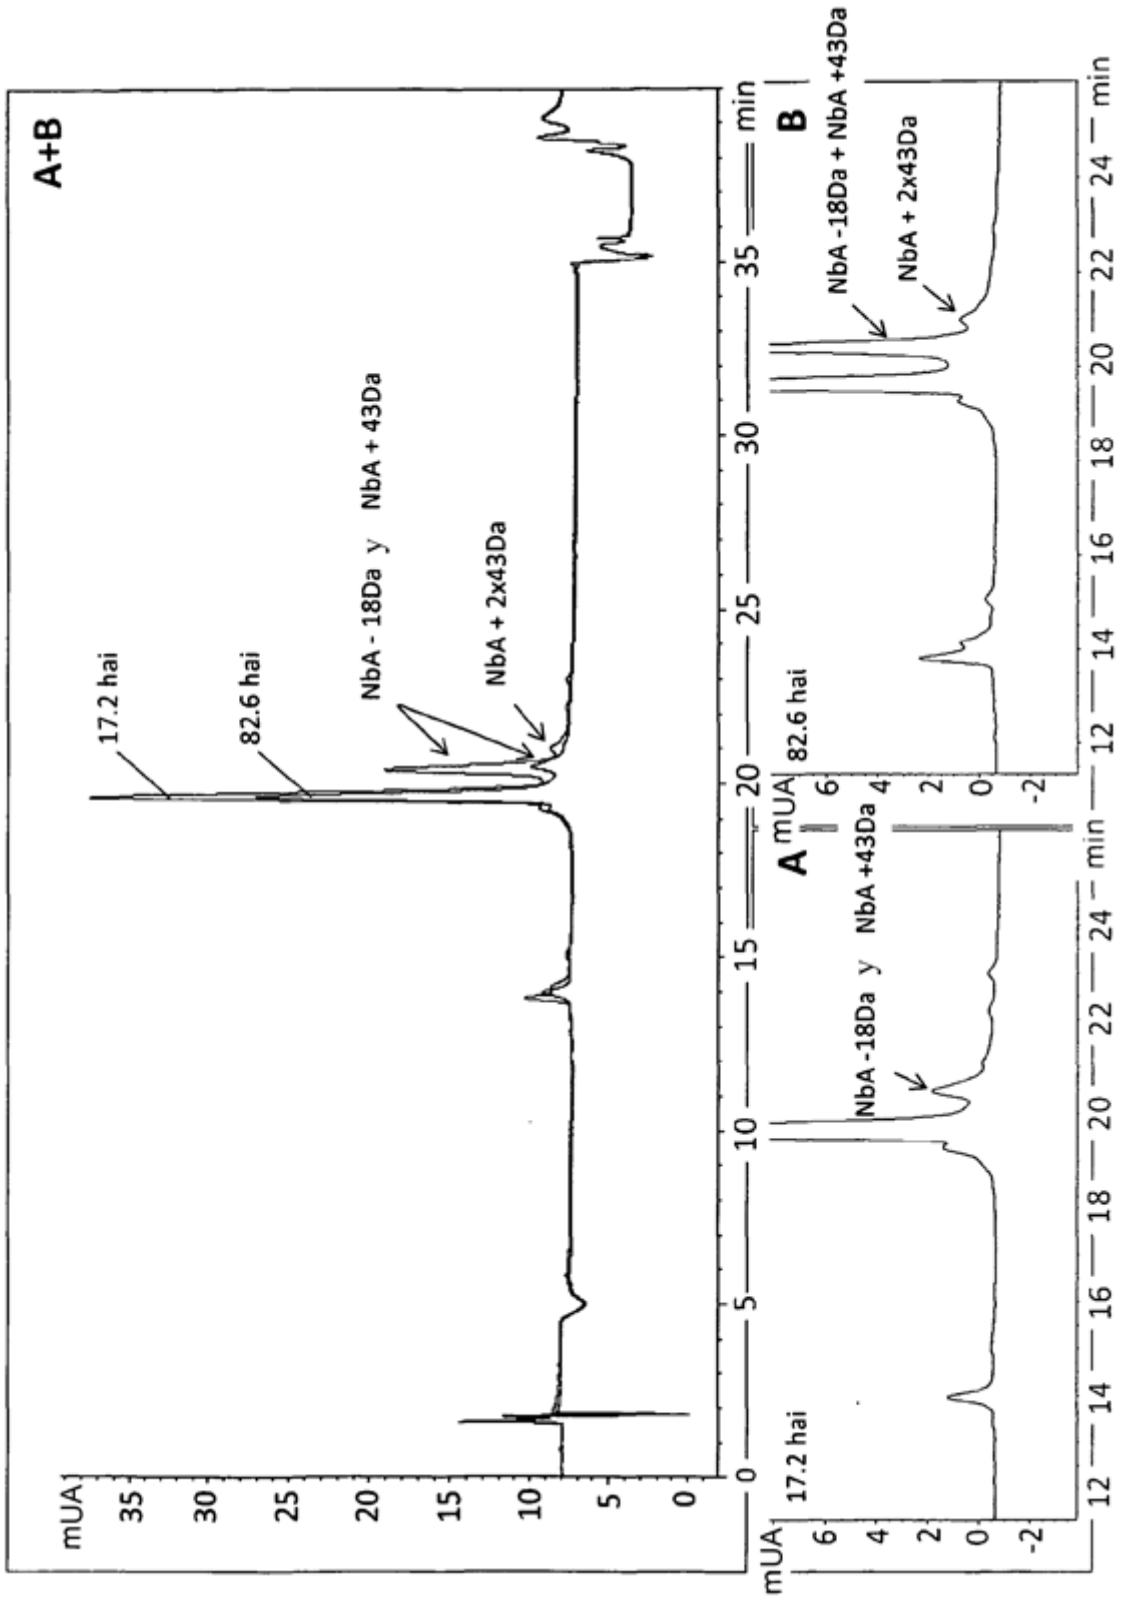 A+B
mUA
35
30
25
20
15
10
5
0
17.2 hai
82.6 hai
NbA - 18Da y NbA + 43Da
NbA + 2x43Da
0 5 10 15 20 25 30 35 min
A
mUA
17.2 hai
6
4
2
0
-2
NbA -18Da y NbA +43Da
12 14 16 18 20 22 24 min
B
mUA
82.6 hai
6
4
2
0
-2
NbA -18Da + NbA +43Da
NbA + 2x43Da
12 14 16 18 20 22 24 min